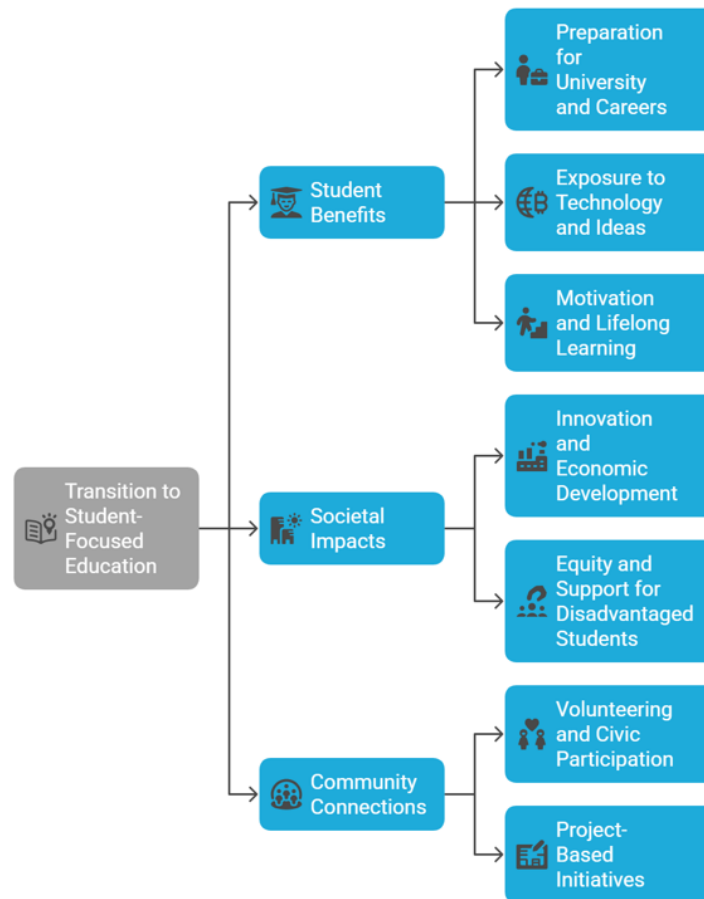 Preparation
for
University
and Careers
Student
Benefits
Exposure to
Technology
and Ideas
Motivation
and Lifelong
Learning
Transition to
Student-
Focused
Education
Societal
Impacts
Innovation
and
Economic
Development
Equity and
Support for
Disadvantaged
Students
Community
Connections
Volunteering
and Civic
Participation
Project-
Based
Initiatives